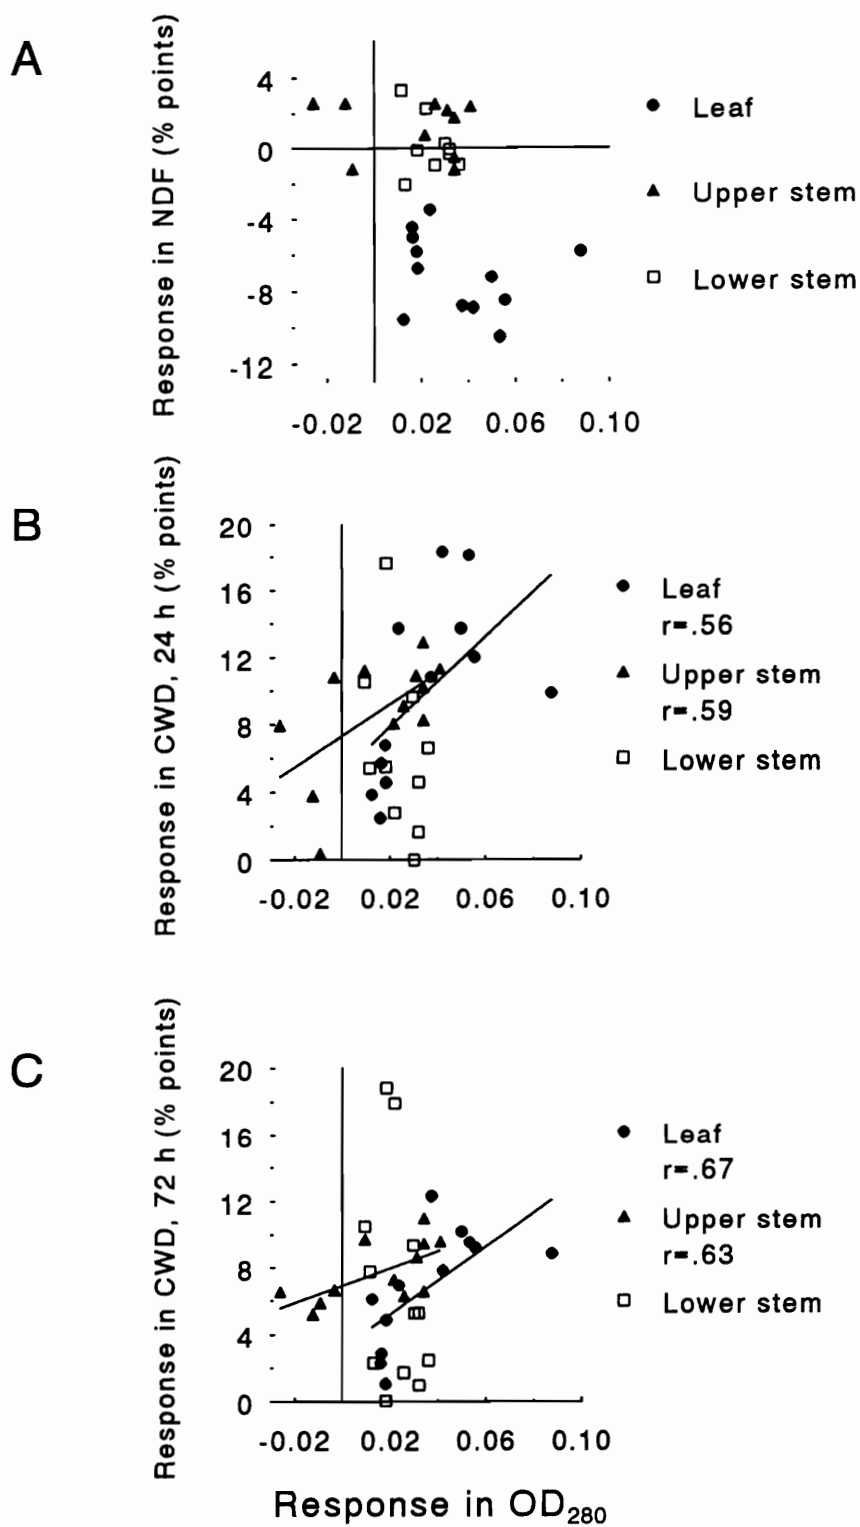 A
Response in NDF (% points)
4
0
-4
-8
-12
-0.02 0.02 0.06 0.10
Leaf
Upper stem
Lower stem
B
Response in CWD, 24 h (% points)
20
16
12
8
4
0
-0.02 0.02 0.06 0.10
Leaf
r=.56
Upper stem
r=.59
Lower stem
C
Response in CWD, 72 h (% points)
20
16
12
8
4
0
-0.02 0.02 0.06 0.10
Leaf
r=.67
Upper stem
r=.63
Lower stem
Response in OD280